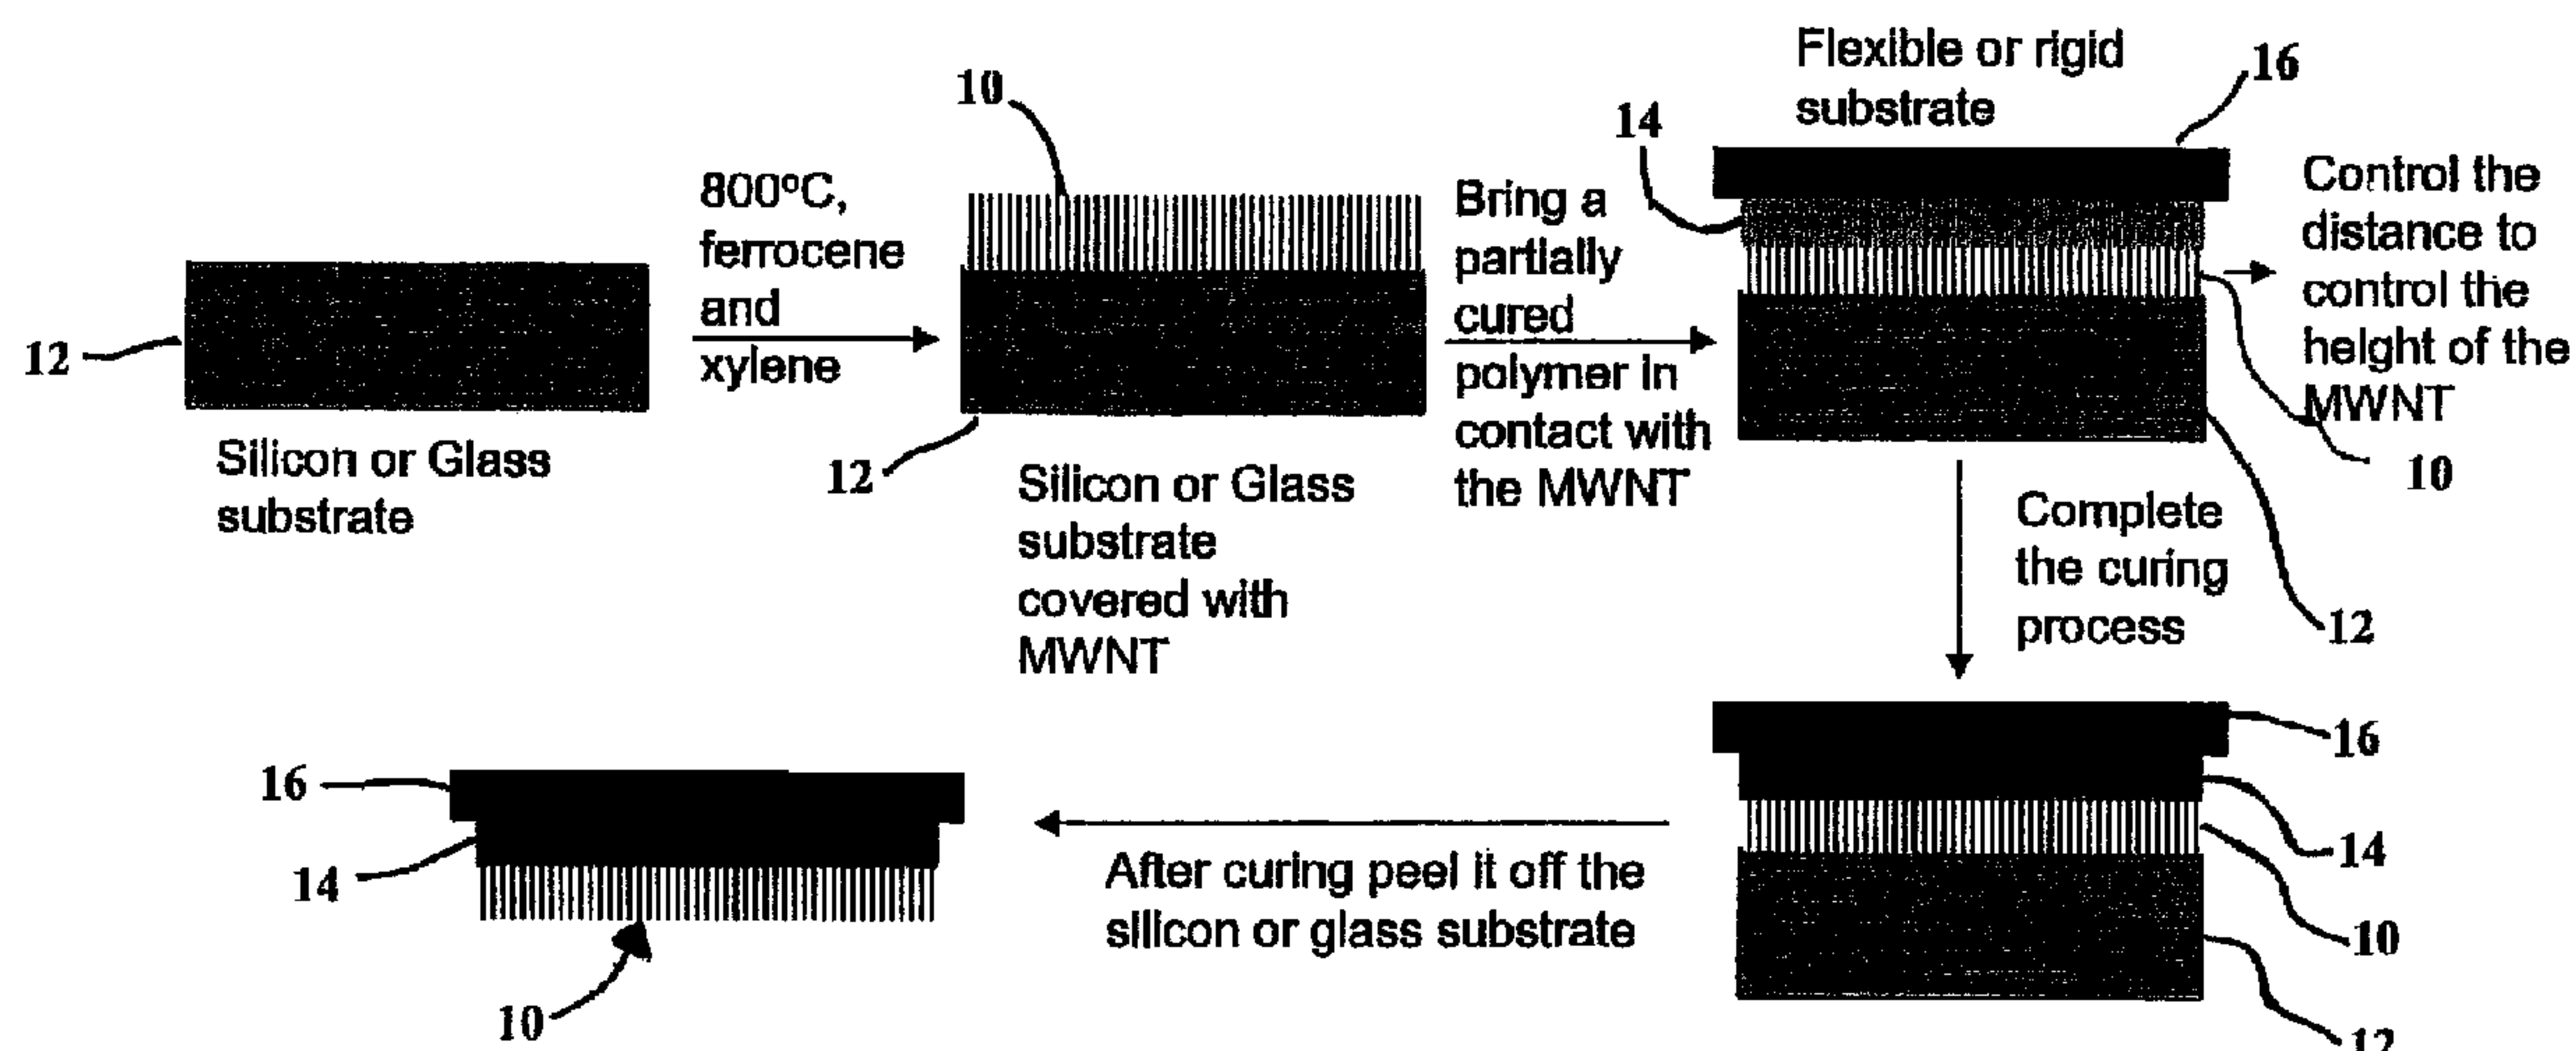 12
Silicon or Glass
substrate
800ºC,
ferrocene
and
xylene
10
12
Silicon or Glass
substrate
covered with
MWNT
Bring a
partially
cured
polymer in
contact with
the MWNT
Flexible or rigid
substrate
16
14
Control the
distance to
control the
height of the
MWNT
10
12
Complete
the curing
process
16
14
10
12
After curing peel it off the
silicon or glass substrate
16
14
10